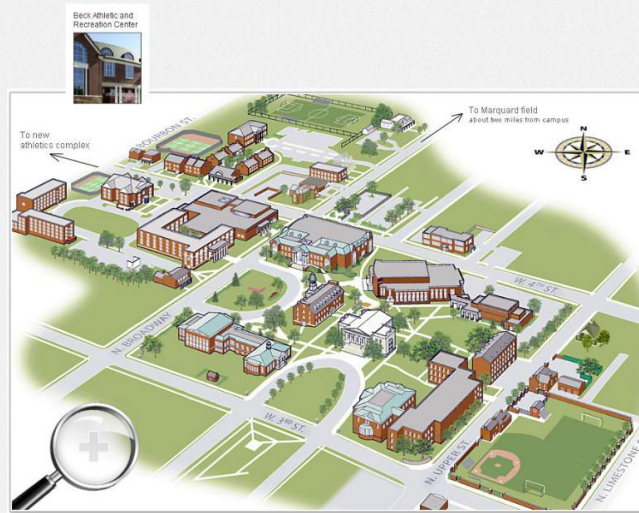 Beck Athletic and
Recreation Center
BOURBON ST.
To Marquard field
about two miles from campus
To new
athletics complex
N
W E
S
W. 4TH ST.
N. BROADWAY
W. 3RD ST.
N. UPPER ST.
N. LIMESTONE